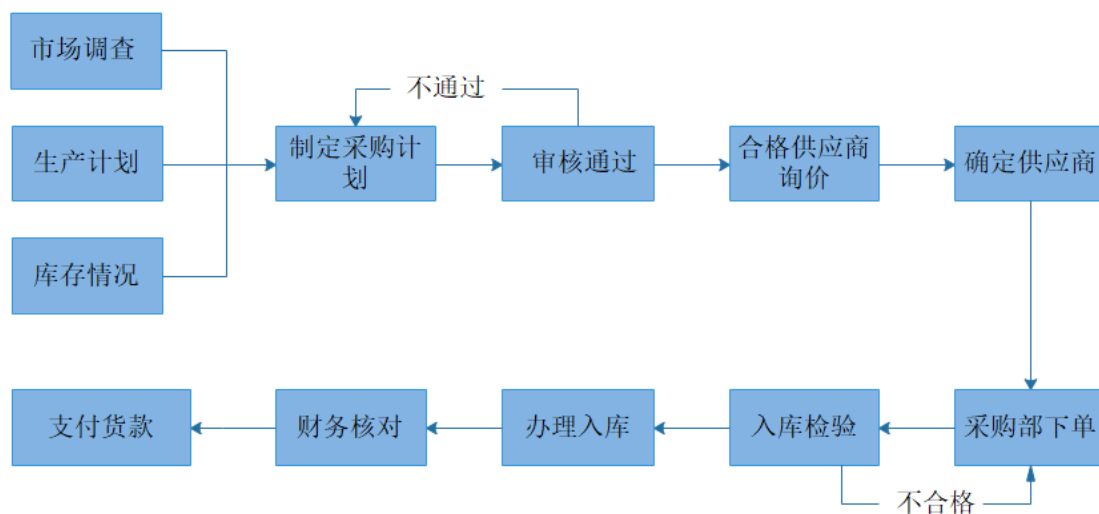 市场调查
不通过
生产计划
制定采购计
划
审核通过
合格供应商
询价
确定供应商
库存情况
支付货款
财务核对
办理入库
入库检验
采购部下单
不合格